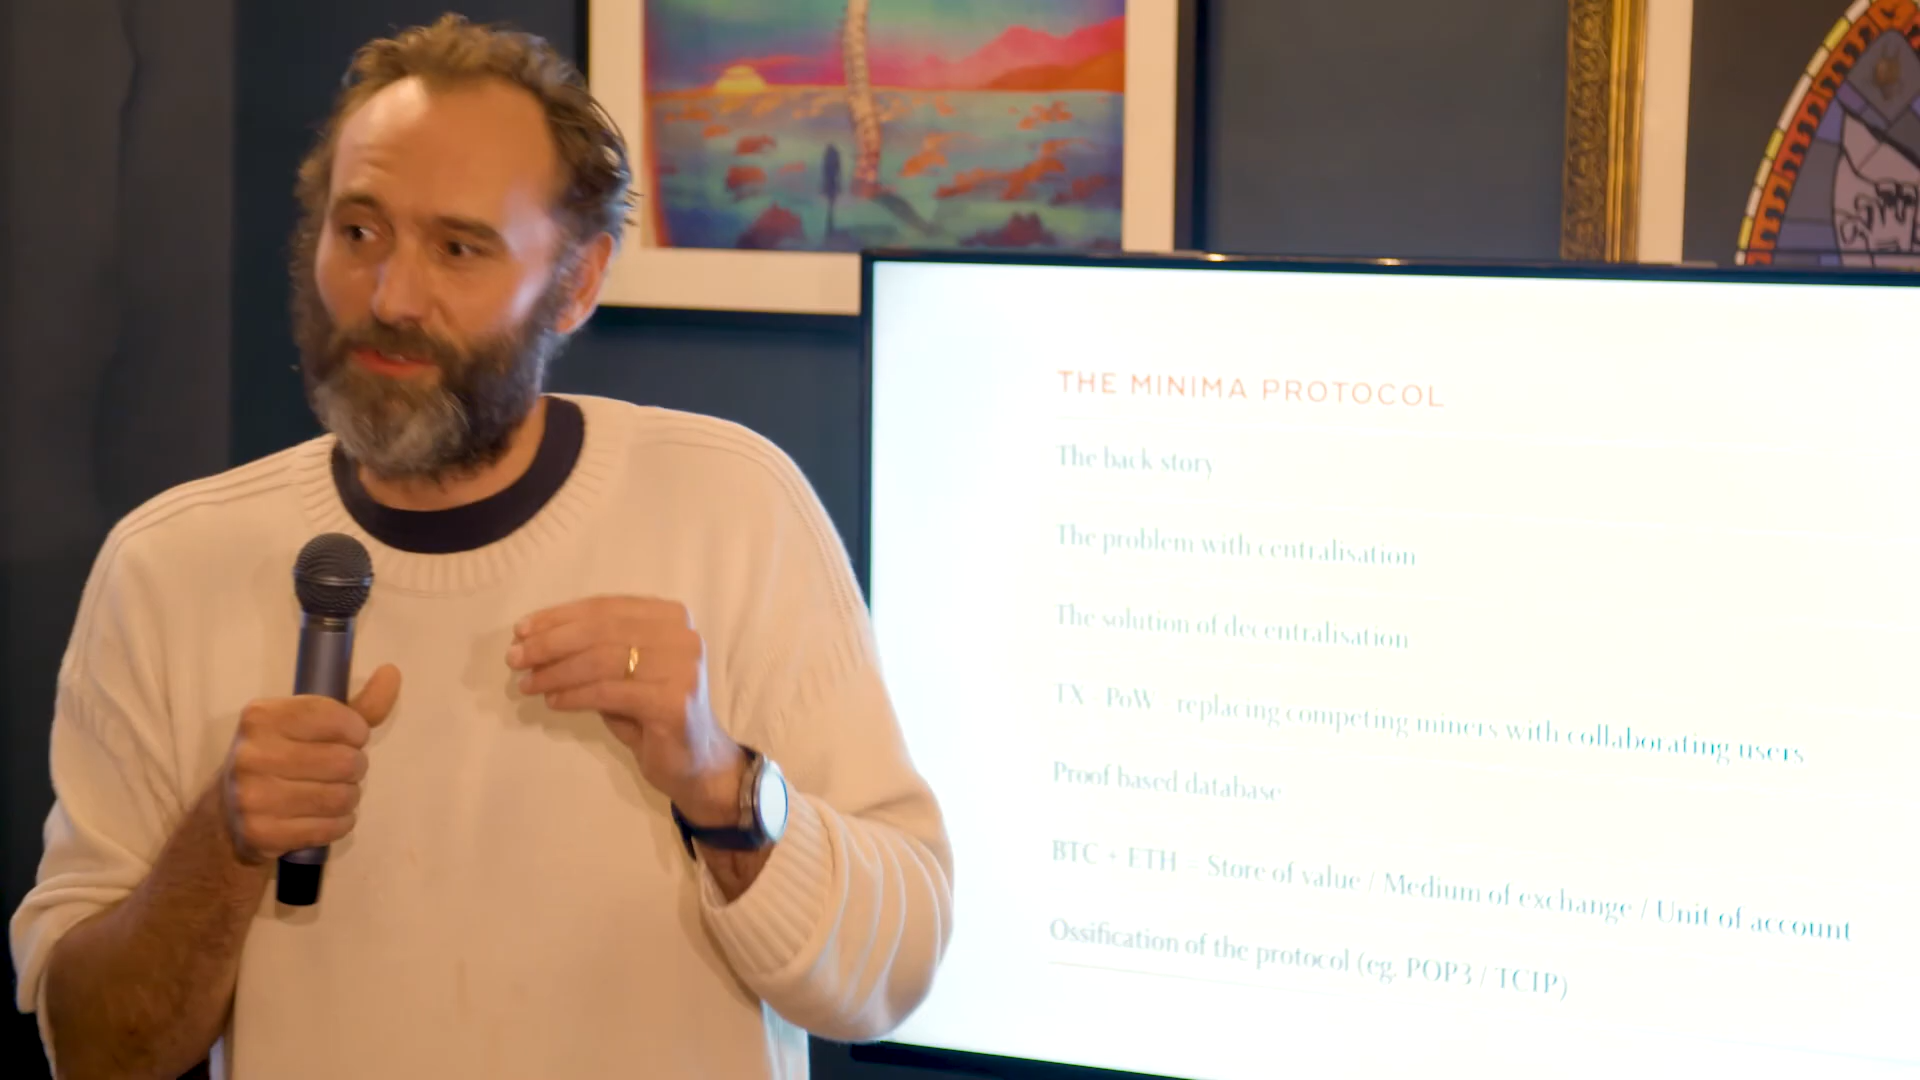 THE MINIMA PROTOCOL
The back story
The problem with centralisation
The solution of decentralisation
TX - PoW - replacing competing miners with collaborating users
Proof based database
BTC + ETH - Store of value / Medium of exchange / Unit of account
Ossification of the protocol (eg. POP3 / TCIP)